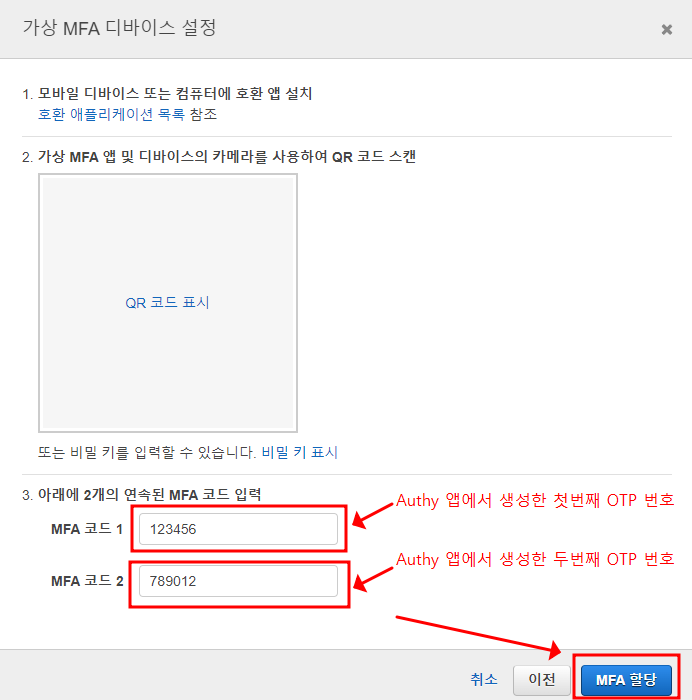 가상 MFA 디바이스 설정
1. 모바일 디바이스 또는 컴퓨터에 호환 앱 설치
호환 애플리케이션 목록 참조
2. 가상 MFA 앱 및 디바이스의 카메라를 사용하여 QR 코드 스캔
QR 코드 표시
또는 비밀 키를 입력할 수 있습니다. 비밀 키 표시
3. 아래에 2개의 연속된 MFA 코드 입력
Authy 앱에서 생성한 첫번째 OTP 번호
MFA 코드 1 123456
Authy 앱에서 생성한 두번째 OTP 번호
MFA 코드 2 789012
취소 이전 MFA 할당